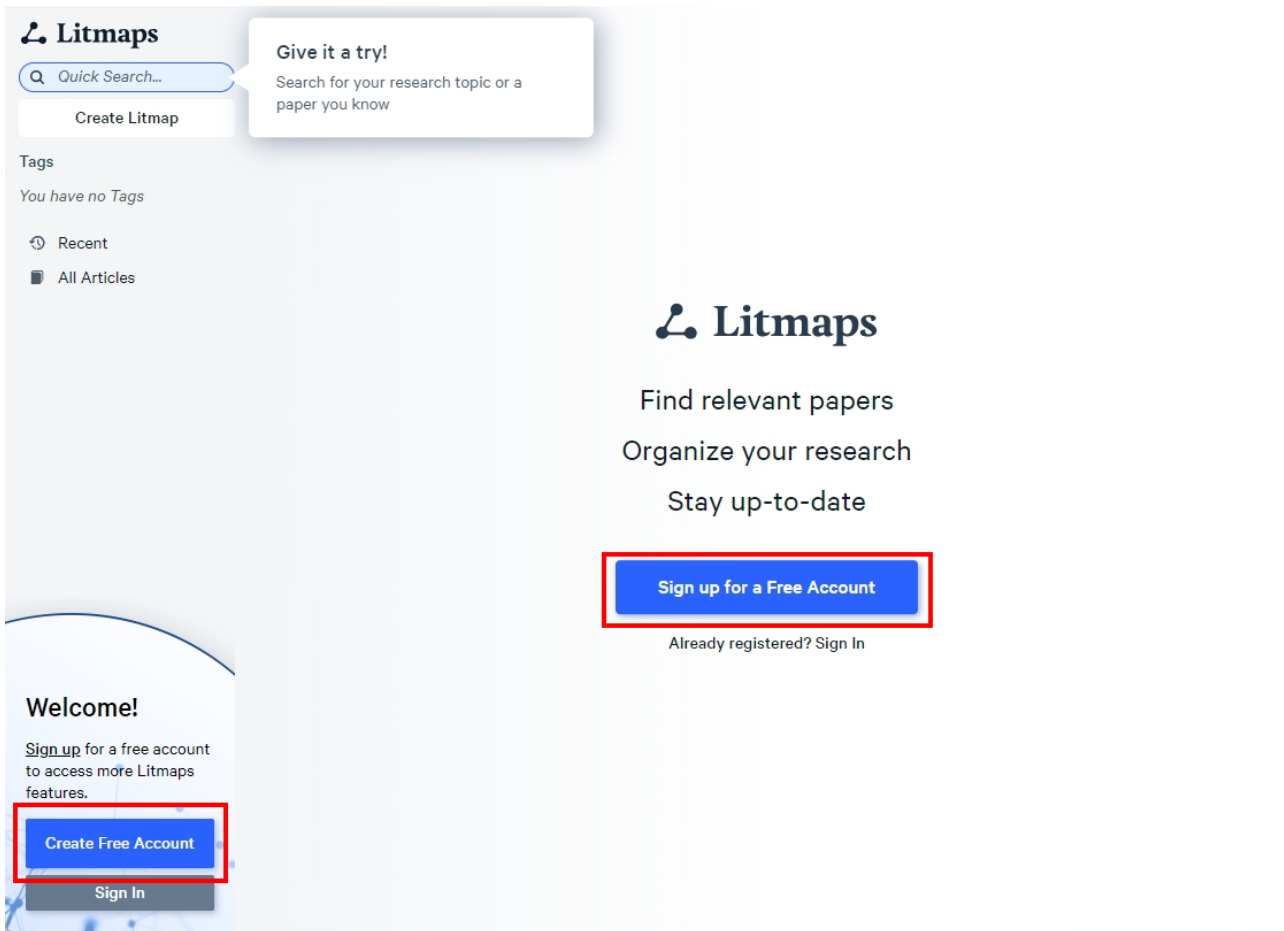 Litmaps
Quick Search...
Create Litmap
Tags
You have no Tags
Recent
All Articles
Give it a try!
Search for your research topic or a
paper you know
Litmaps
Find relevant papers
Organize your research
Stay up-to-date
Sign up for a Free Account
Already registered? Sign In
Welcome!
Sign up for a free account
to access more Litmaps
features.
Create Free Account
Sign In